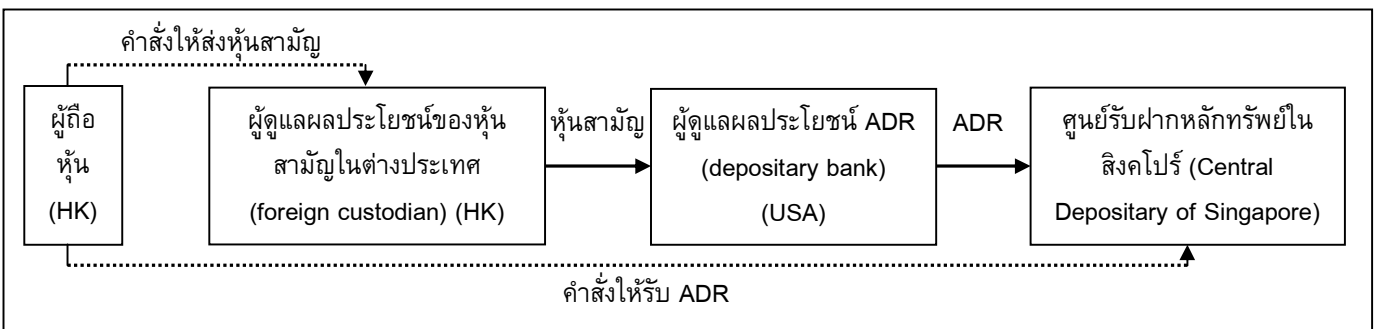 คำสั่งให้ส่งหุ้นสามัญ
ผู้ถือ
หุ้น
(HK)
ผู้ดูแลผลประโยชน์ของหุ้น
สามัญในต่างประเทศ
(foreign custodian) (HK)
หุ้นสามัญ
ผู้ดูแลผลประโยชน์ ADR
(depositary bank)
(USA)
ADR
ศูนย์รับฝากหลักทรัพย์ใน
สิงคโปร์ (Central
Depositary of Singapore)
คำสั่งให้รับ ADR